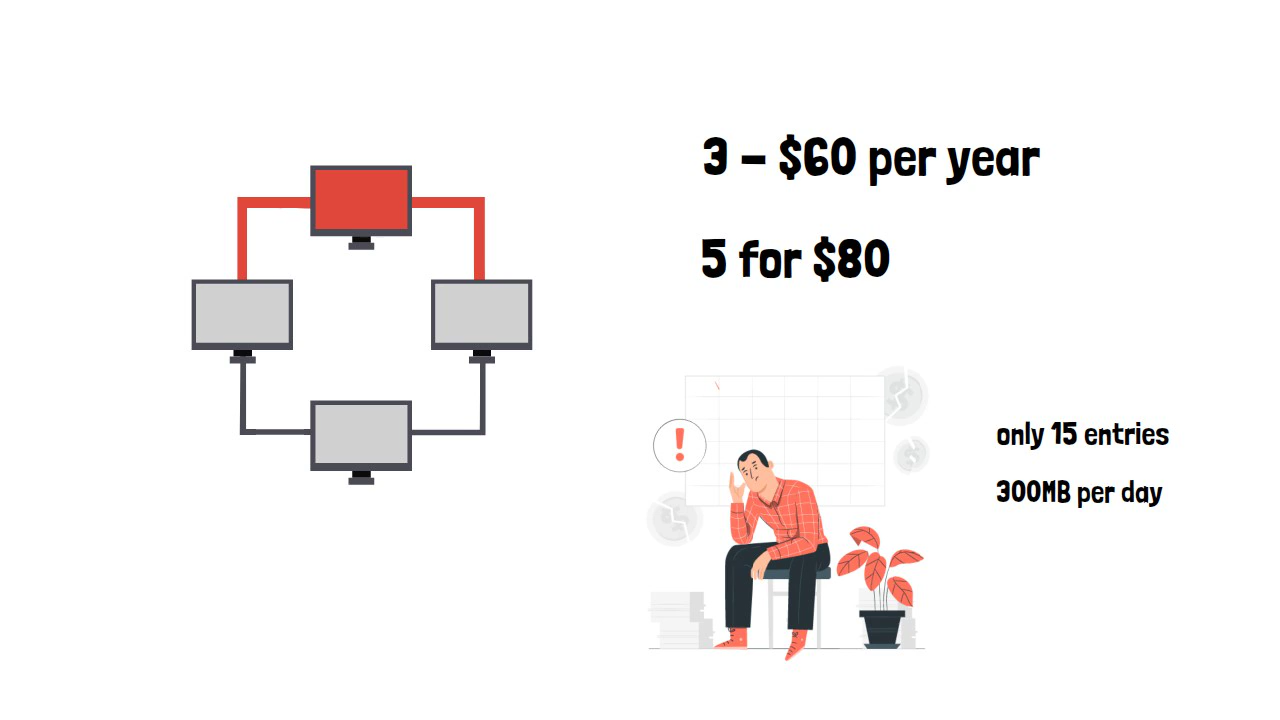 3 – $60 per year
5 for $80
!
only 15 entries
300MB per day